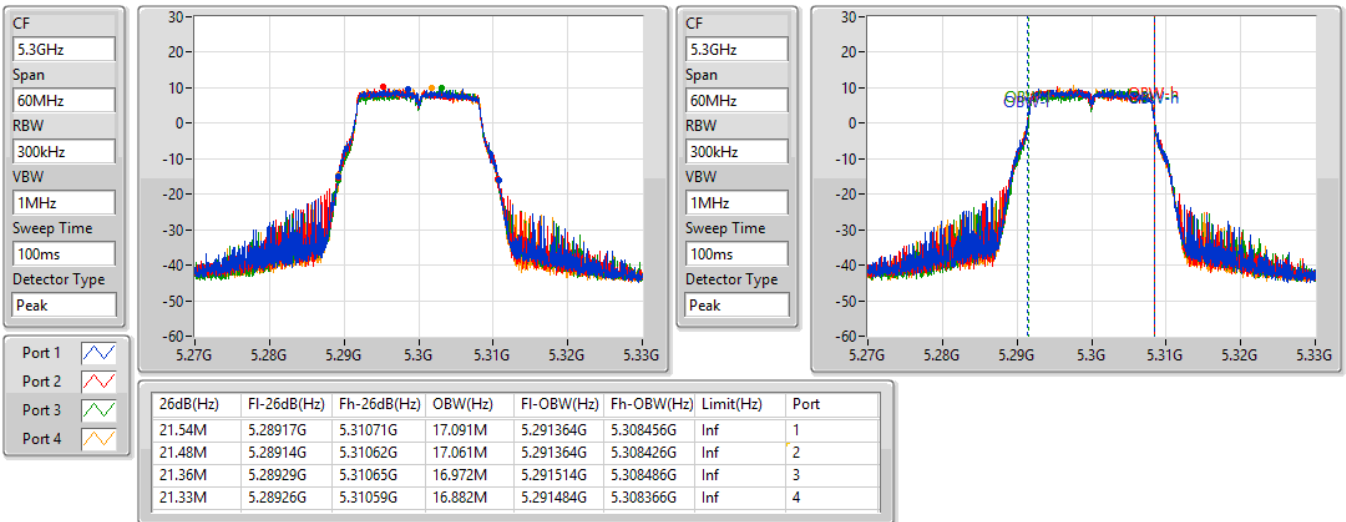 CF
5.3GHz
Span
60MHz
RBW
300kHz
VBW
1MHz
Sweep Time
100ms
Detector Type
Peak
30
20
10
0
-10
-20
-30
-40
-50
-60
5.27G 5.28G 5.29G 5.3G 5.31G 5.32G 5.33G
CF
5.3GHz
Span
60MHz
RBW
300kHz
VBW
1MHz
Sweep Time
100ms
Detector Type
Peak
30
20
10
0
-10
-20
-30
-40
-50
-60
OBW-h
5.27G 5.28G 5.29G 5.3G 5.31G 5.32G 5.33G
Port 1
Port 2
Port 3
Port 4
26dB(Hz) Fl-26dB(Hz) Fh-26dB(Hz) OBW(Hz) Fl-OBW(Hz) Fh-OBW(Hz) Limit(Hz) Port
21.54M 5.28917G 5.31071G 17.091M 5.291364G 5.308456G Inf 1
21.48M 5.28914G 5.31062G 17.061M 5.291364G 5.308426G Inf 2
21.36M 5.28929G 5.31065G 16.972M 5.291514G 5.308486G Inf 3
21.33M 5.28926G 5.31059G 16.882M 5.291484G 5.308366G Inf 4